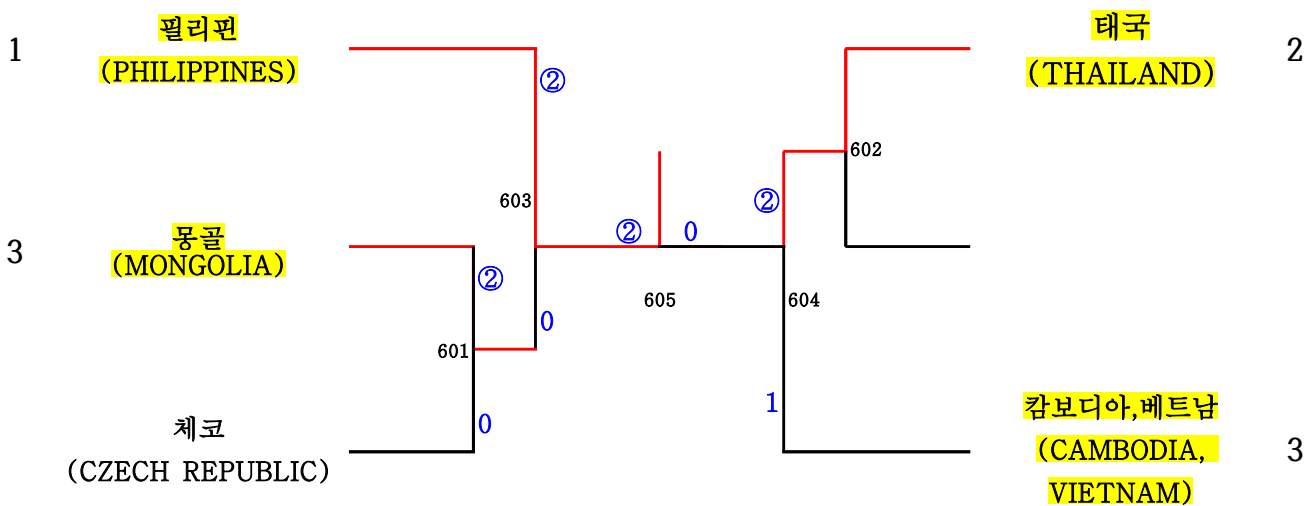 1
필리핀
(PHILIPPINES)
②
태국
(THAILAND)
2
602
603
②
②
0
3
몽골
(MONGOLIA)
②
605
604
0
601
체코
(CZECH REPUBLIC)
0
1
캄보디아,베트남
(CAMBODIA,
VIETNAM)
3